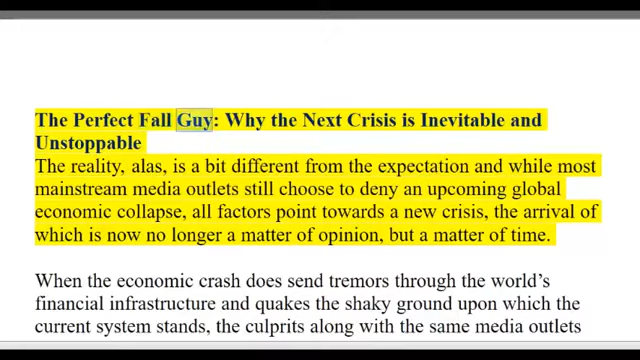 The Perfect Fall Guy: Why the Next Crisis is Inevitable and
Unstoppable
The reality, alas, is a bit different from the expectation and while most
mainstream media outlets still choose to deny an upcoming global
economic collapse, all factors point towards a new crisis, the arrival of
which is now no longer a matter of opinion, but a matter of time.
When the economic crash does send tremors through the world's
financial infrastructure and quakes the shaky ground upon which the
current system stands, the culprits along with the same media outlets